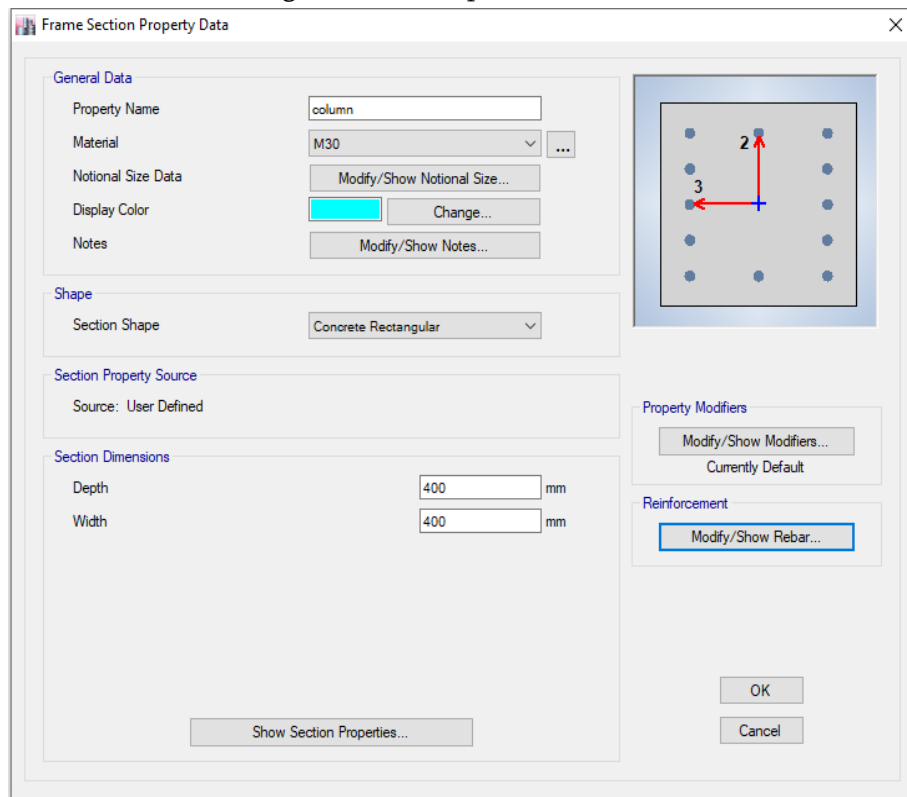 Frame Section Property Data
General Data
Property Name column
Material M30 ...
Notional Size Data Modify/Show Notional Size...
Display Color Change...
Notes Modify/Show Notes...
2
3
Shape
Section Shape Concrete Rectangular
Section Property Source
Source: User Defined
Property Modifiers
Modify/Show Modifiers...
Currently Default
Section Dimensions
Depth 400 mm
Width 400 mm
Reinforcement
Modify/Show Rebar...
OK
Show Section Properties...
Cancel